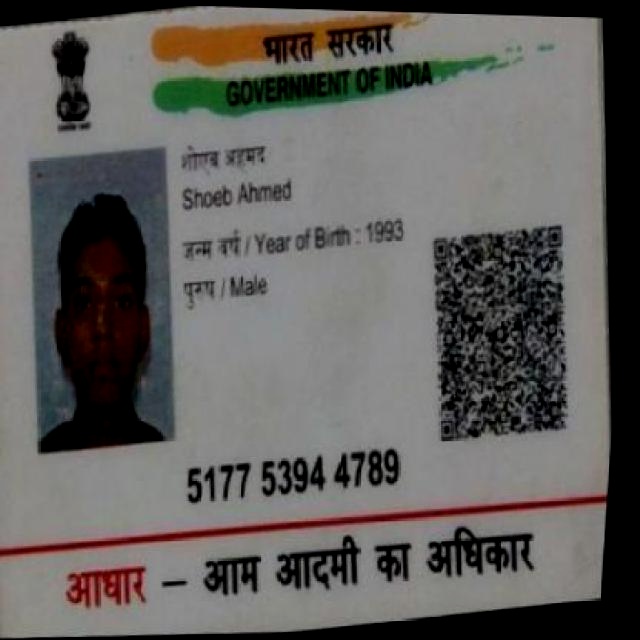 भारत सरकार
GOVERNMENT OF INDIA
शोएब अहमद
Shoeb Ahmed
जन्म वर्ष / Year of Birth : 1993
पुरुष / Male
5177 5394 4789
आधार – आम आदमी का अधिकार